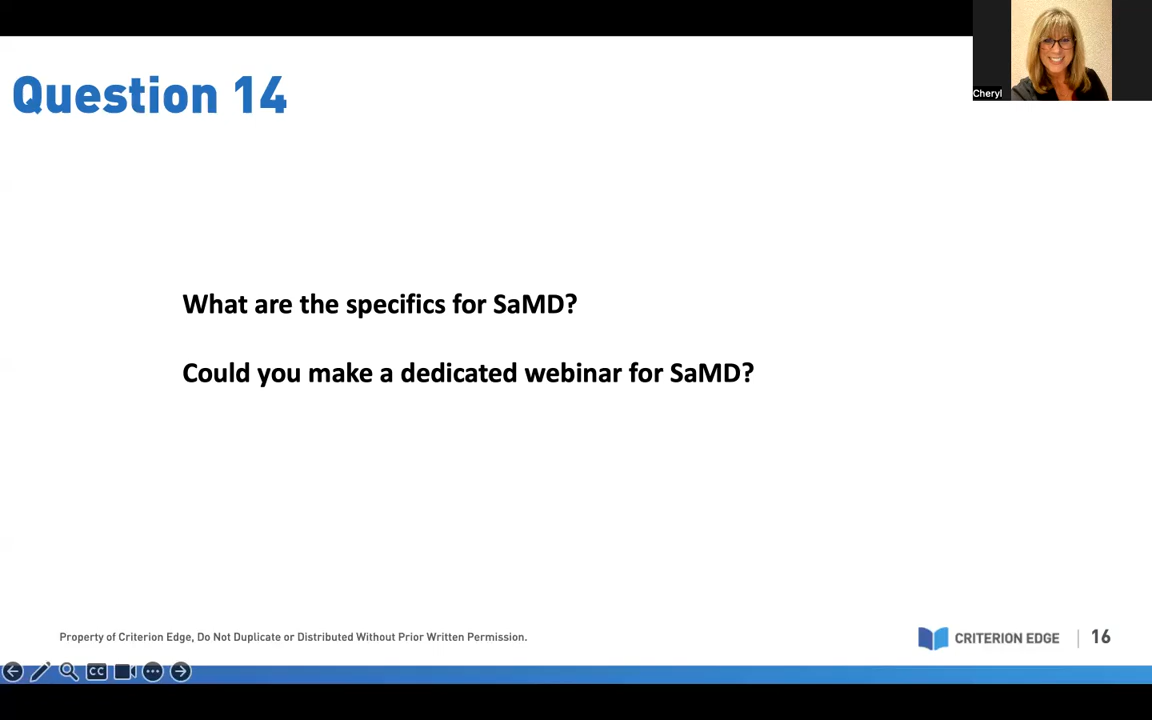 Cheryl
Question 14
What are the specifics for SaMD?
Could you make a dedicated webinar for SaMD?
Property of Criterion Edge, Do Not Duplicate or Distributed Without Prior Written Permission.
CRITERION EDGE | 16
CC